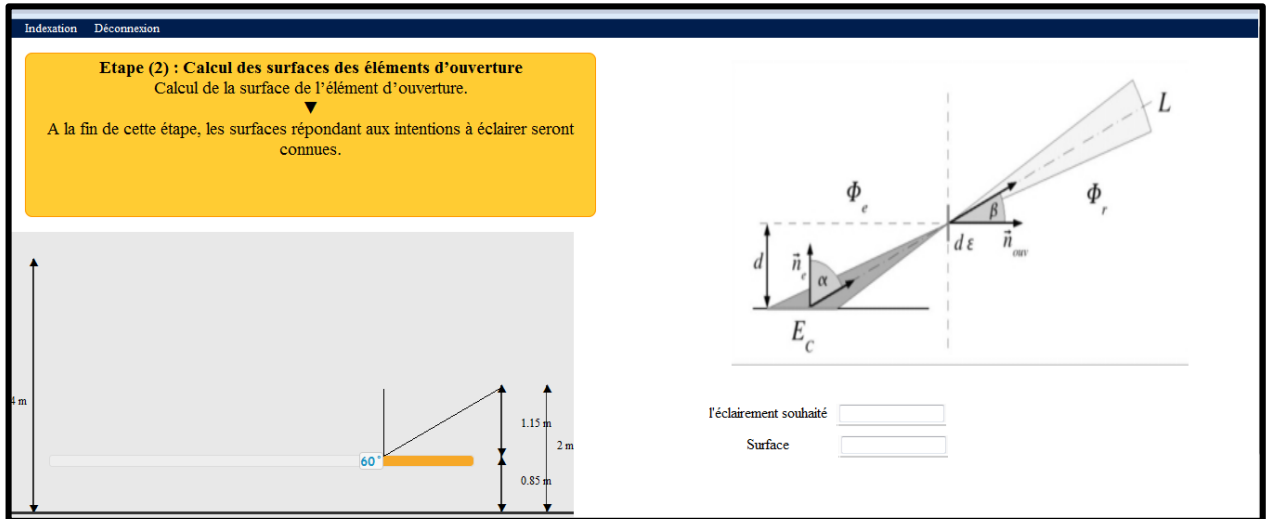 Indexation Déconnexion
Etape (2) : Calcul des surfaces des éléments d'ouverture
Calcul de la surface de l'élément d'ouverture.
▼
A la fin de cette étape, les surfaces répondant aux intentions à éclairer seront
connues.
4 m
60°
1.15 m
2 m
0.85 m
L
Φe
Φr
β
d
n⃗e
α
dε
n⃗ouv
EC
l'éclairement souhaité
Surface